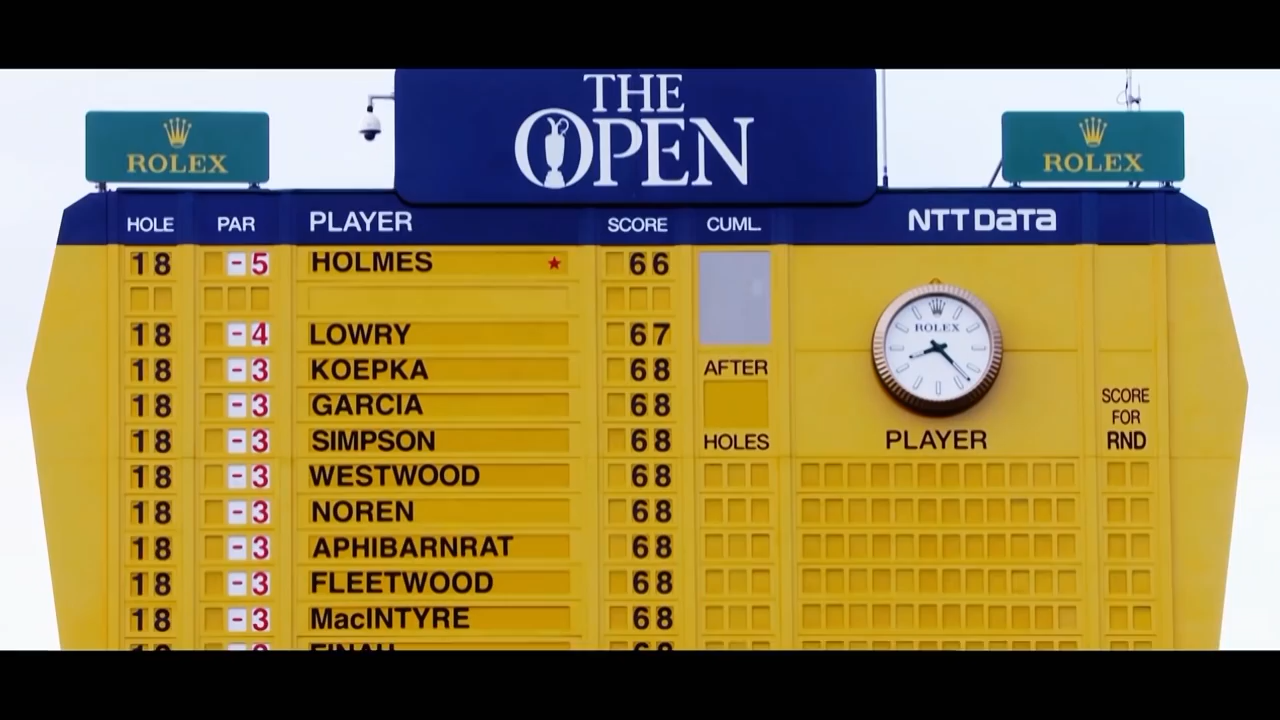 THE
OPEN
ROLEX
ROLEX
HOLE PAR PLAYER SCORE CUML. NTT DATA
18 -5 HOLMES ★ 66
ROLEX
18 -4 LOWRY 67
18 -3 KOEPKA 68 AFTER
18 -3 GARCIA 68
SCORE
FOR
18 -3 SIMPSON 68 HOLES PLAYER RND
18 -3 WESTWOOD 68
18 -3 NOREN 68
18 -3 APHIBARNRAT 68
18 -3 FLEETWOOD 68
18 -3 MacINTYRE 68